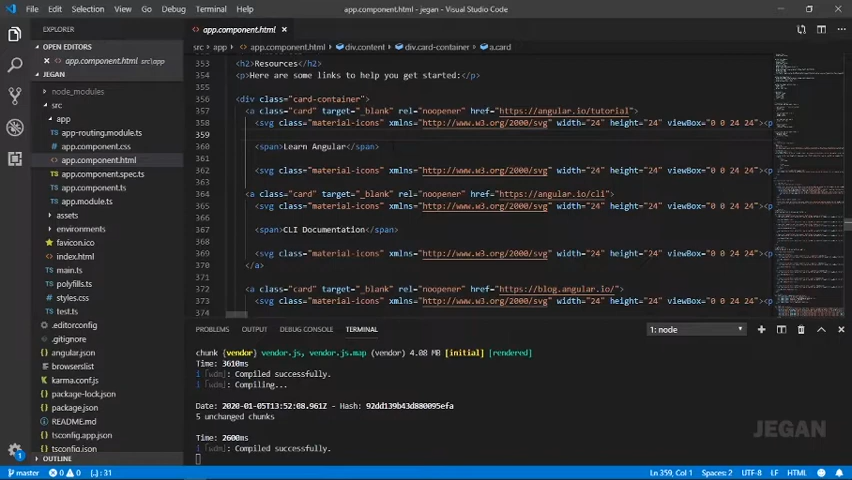 File Edit Selection View Go Debug Terminal Help
app.component.html - jegan - Visual Studio Code
EXPLORER
OPEN EDITORS
app.component.html src\app
JEGAN
node_modules
src
app
app-routing.module.ts
app.component.css
app.component.html
app.component.spec.ts
app.component.ts
app.module.ts
assets
environments
favicon.ico
index.html
main.ts
polyfills.ts
styles.css
test.ts
.editorconfig
.gitignore
angular.json
browserslist
karma.conf.js
package-lock.json
package.json
README.md
tsconfig.app.json
tsconfig.json
OUTLINE
app.component.html
src app app.component.html div.content div.card-container a.card
353 <h2>Resources</h2>
354 <p>Here are some links to help you get started:</p>
355
356 <div class="card-container">
357 <a class="card" target="_blank" rel="noopener" href="https://angular.io/tutorial">
358 <svg class="material-icons" xmlns="http://www.w3.org/2000/svg" width="24" height="24" viewBox="0 0 24 24"><p
359
360 <span>Learn Angular</span>
361
362 <svg class="material-icons" xmlns="http://www.w3.org/2000/svg" width="24" height="24" viewBox="0 0 24 24"><p
363
364 <a class="card" target="_blank" rel="noopener" href="https://angular.io/cli">
365 <svg class="material-icons" xmlns="http://www.w3.org/2000/svg" width="24" height="24" viewBox="0 0 24 24"><p
366
367 <span>CLI Documentation</span>
368
369 <svg class="material-icons" xmlns="http://www.w3.org/2000/svg" width="24" height="24" viewBox="0 0 24 24"><p
370 </a>
371
372 <a class="card" target="_blank" rel="noopener" href="https://blog.angular.io/">
373 <svg class="material-icons" xmlns="http://www.w3.org/2000/svg" width="24" height="24" viewBox="0 0 24 24"><p
374
PROBLEMS OUTPUT DEBUG CONSOLE TERMINAL
1: node
chunk {vendor} vendor.js, vendor.js.map (vendor) 4.08 MB [initial] [rendered]
Time: 3610ms
i ｢wdm｣: Compiled successfully.
i ｢wdm｣: Compiling...
Date: 2020-01-05T13:52:08.961Z - Hash: 92dd139b43d880095efa
5 unchanged chunks
Time: 2600ms
i ｢wdm｣: Compiled successfully.
JEGAN
1
master 0 0 {..}: 31
Ln 359, Col 1 Spaces: 2 UTF-8 LF HTML